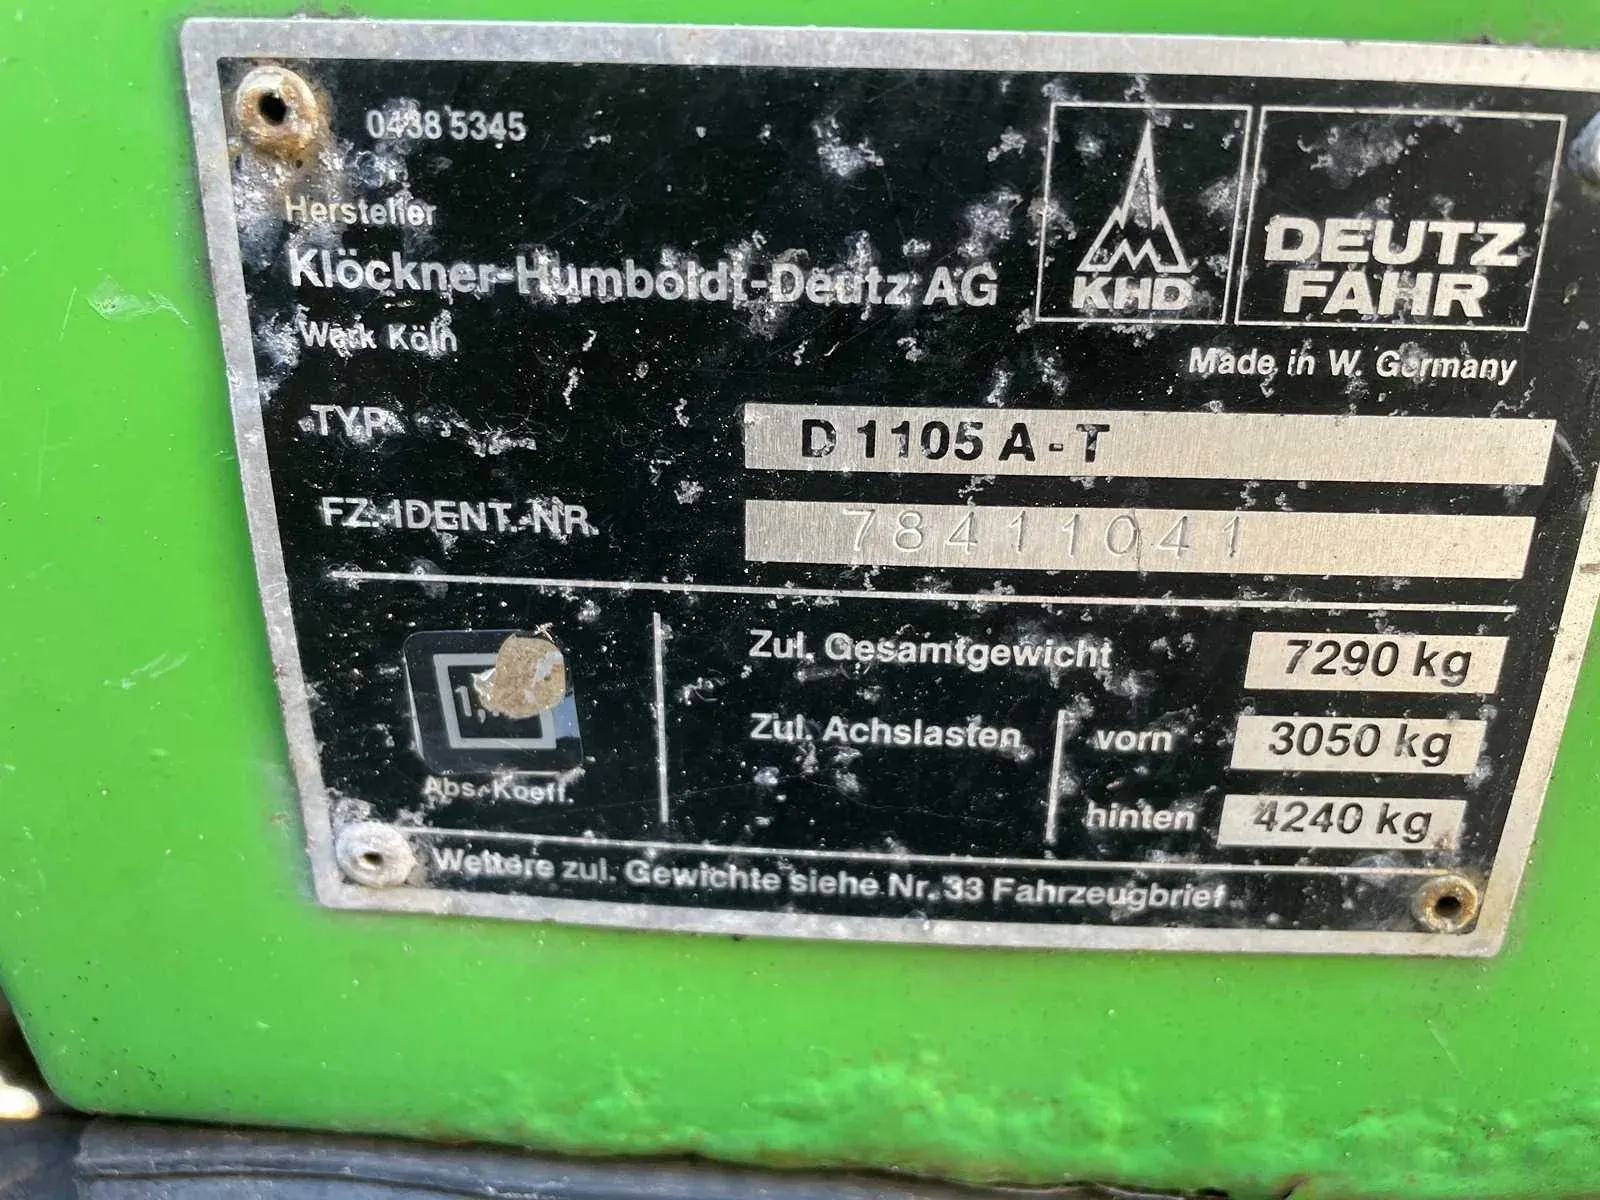 0438 5345
Hersteller
Klöckner-Humboldt-Deutz AG
Werk Köln
KHD
DEUTZ
FAHR
Made in W. Germany
TYP D 1105 A-T
FZ.-IDENT.-NR. 78411041
Zul. Gesamtgewicht 7290 kg
Zul. Achslasten vorn 3050 kg
hinten 4240 kg
Abs.-Koeff.
Weitere zul. Gewichte siehe Nr. 33 Fahrzeugbrief